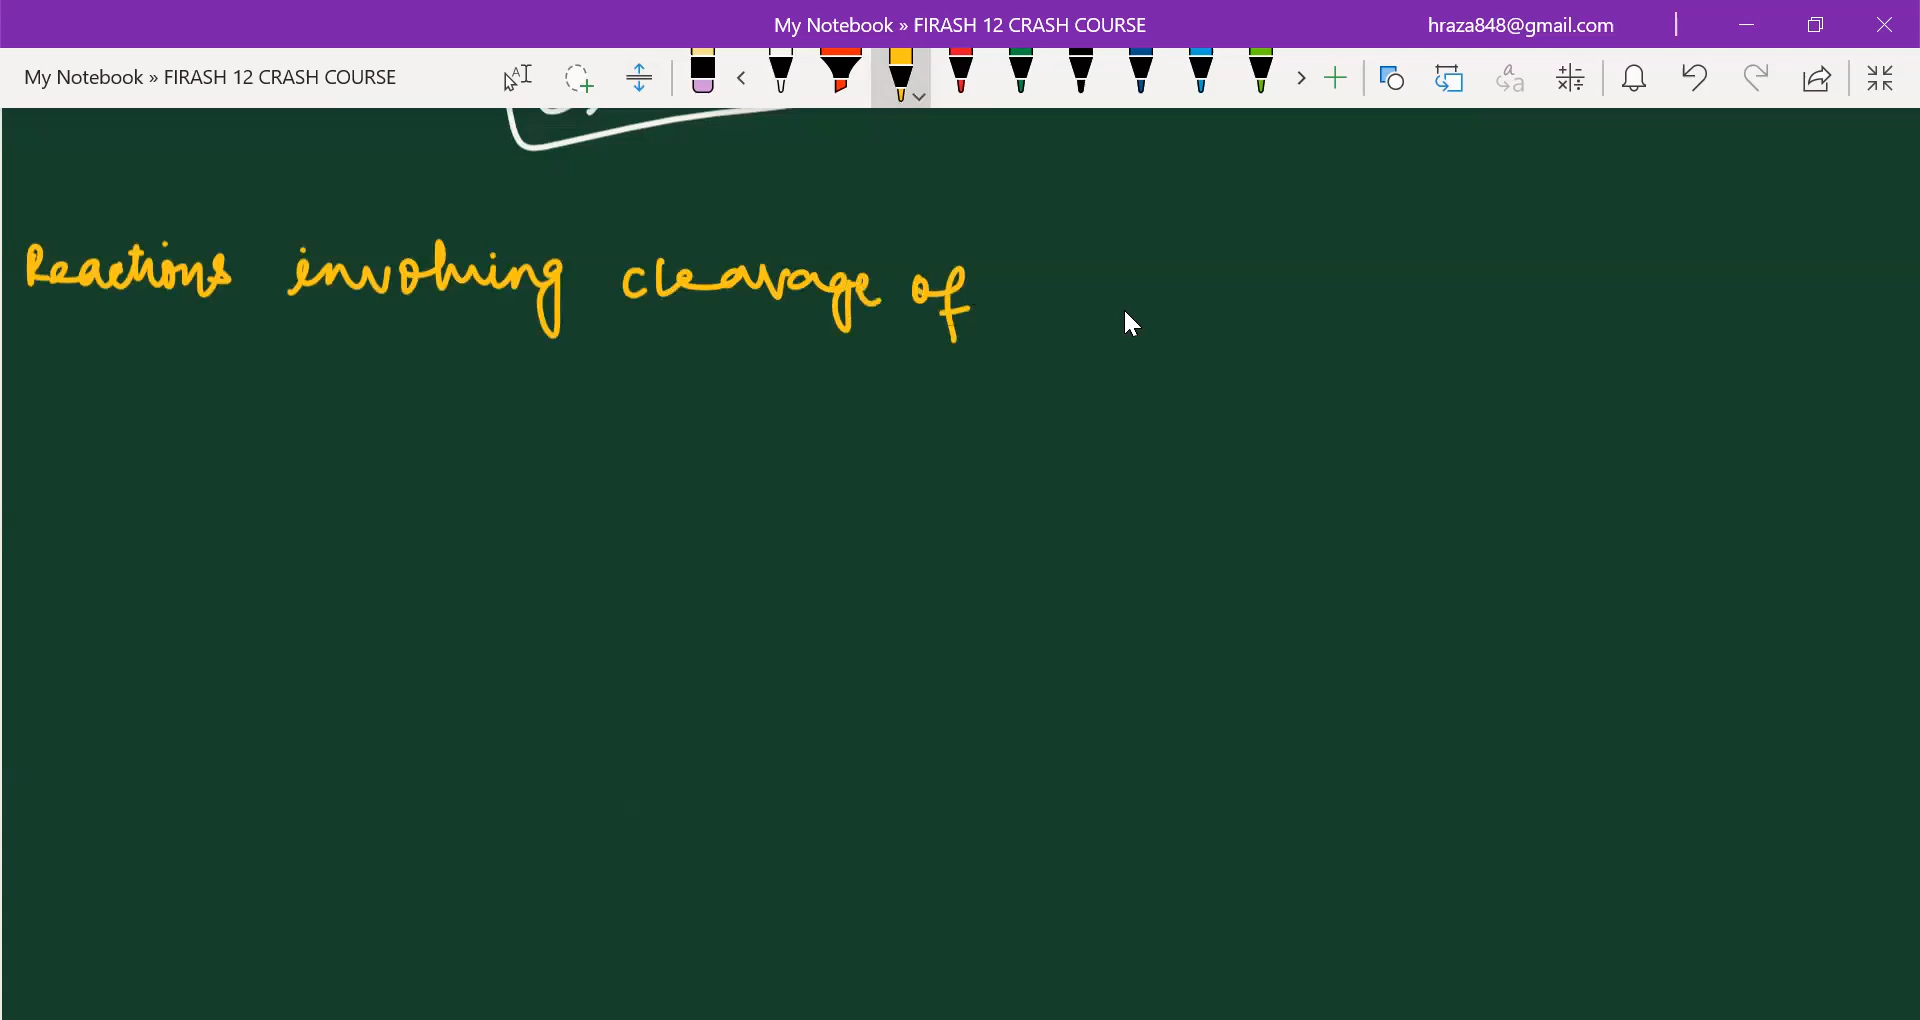 My Notebook » FIRASH 12 CRASH COURSE
hraza848@gmail.com
My Notebook » FIRASH 12 CRASH COURSE
Reactions involving cleavage of